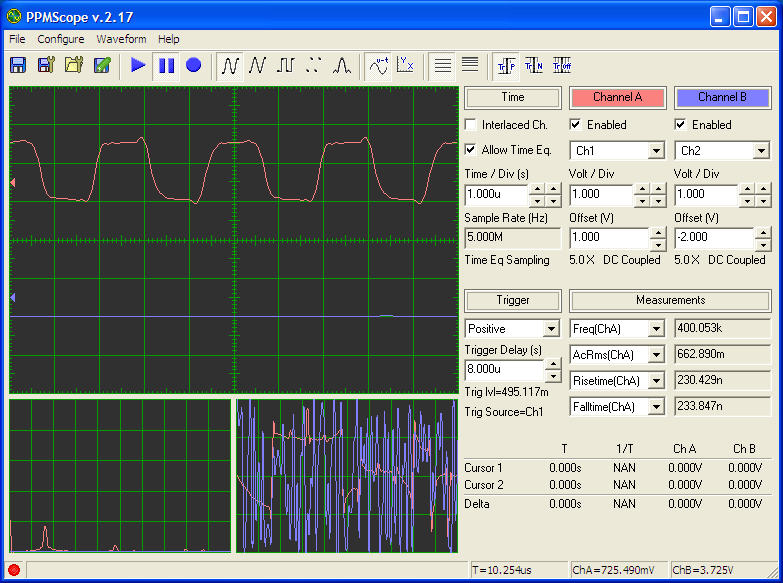 PPMScope v.2.17
File Configure Waveform Help
Time Channel A Channel B
Interlaced Ch. Enabled Enabled
Allow Time Eq. Ch1 Ch2
Time / Div (s) Volt / Div Volt / Div
1.000u 1.000 1.000
Sample Rate (Hz) Offset (V) Offset (V)
5.000M 1.000 -2.000
Time Eq Sampling 5.0X DC Coupled 5.0X DC Coupled
Trigger Measurements
Positive Freq(ChA) 400.053k
Trigger Delay (s) AcRms(ChA) 662.890m
8.000u Risetime(ChA) 230.429n
Trig lvl=495.117m Falltime(ChA) 233.847n
Trig Source=Ch1
T 1/T Ch A Ch B
Cursor 1 0.000s NAN 0.000V 0.000V
Cursor 2 0.000s NAN 0.000V 0.000V
Delta 0.000s NAN 0.000V 0.000V
T=10.254us ChA=725.490mV ChB=3.725V